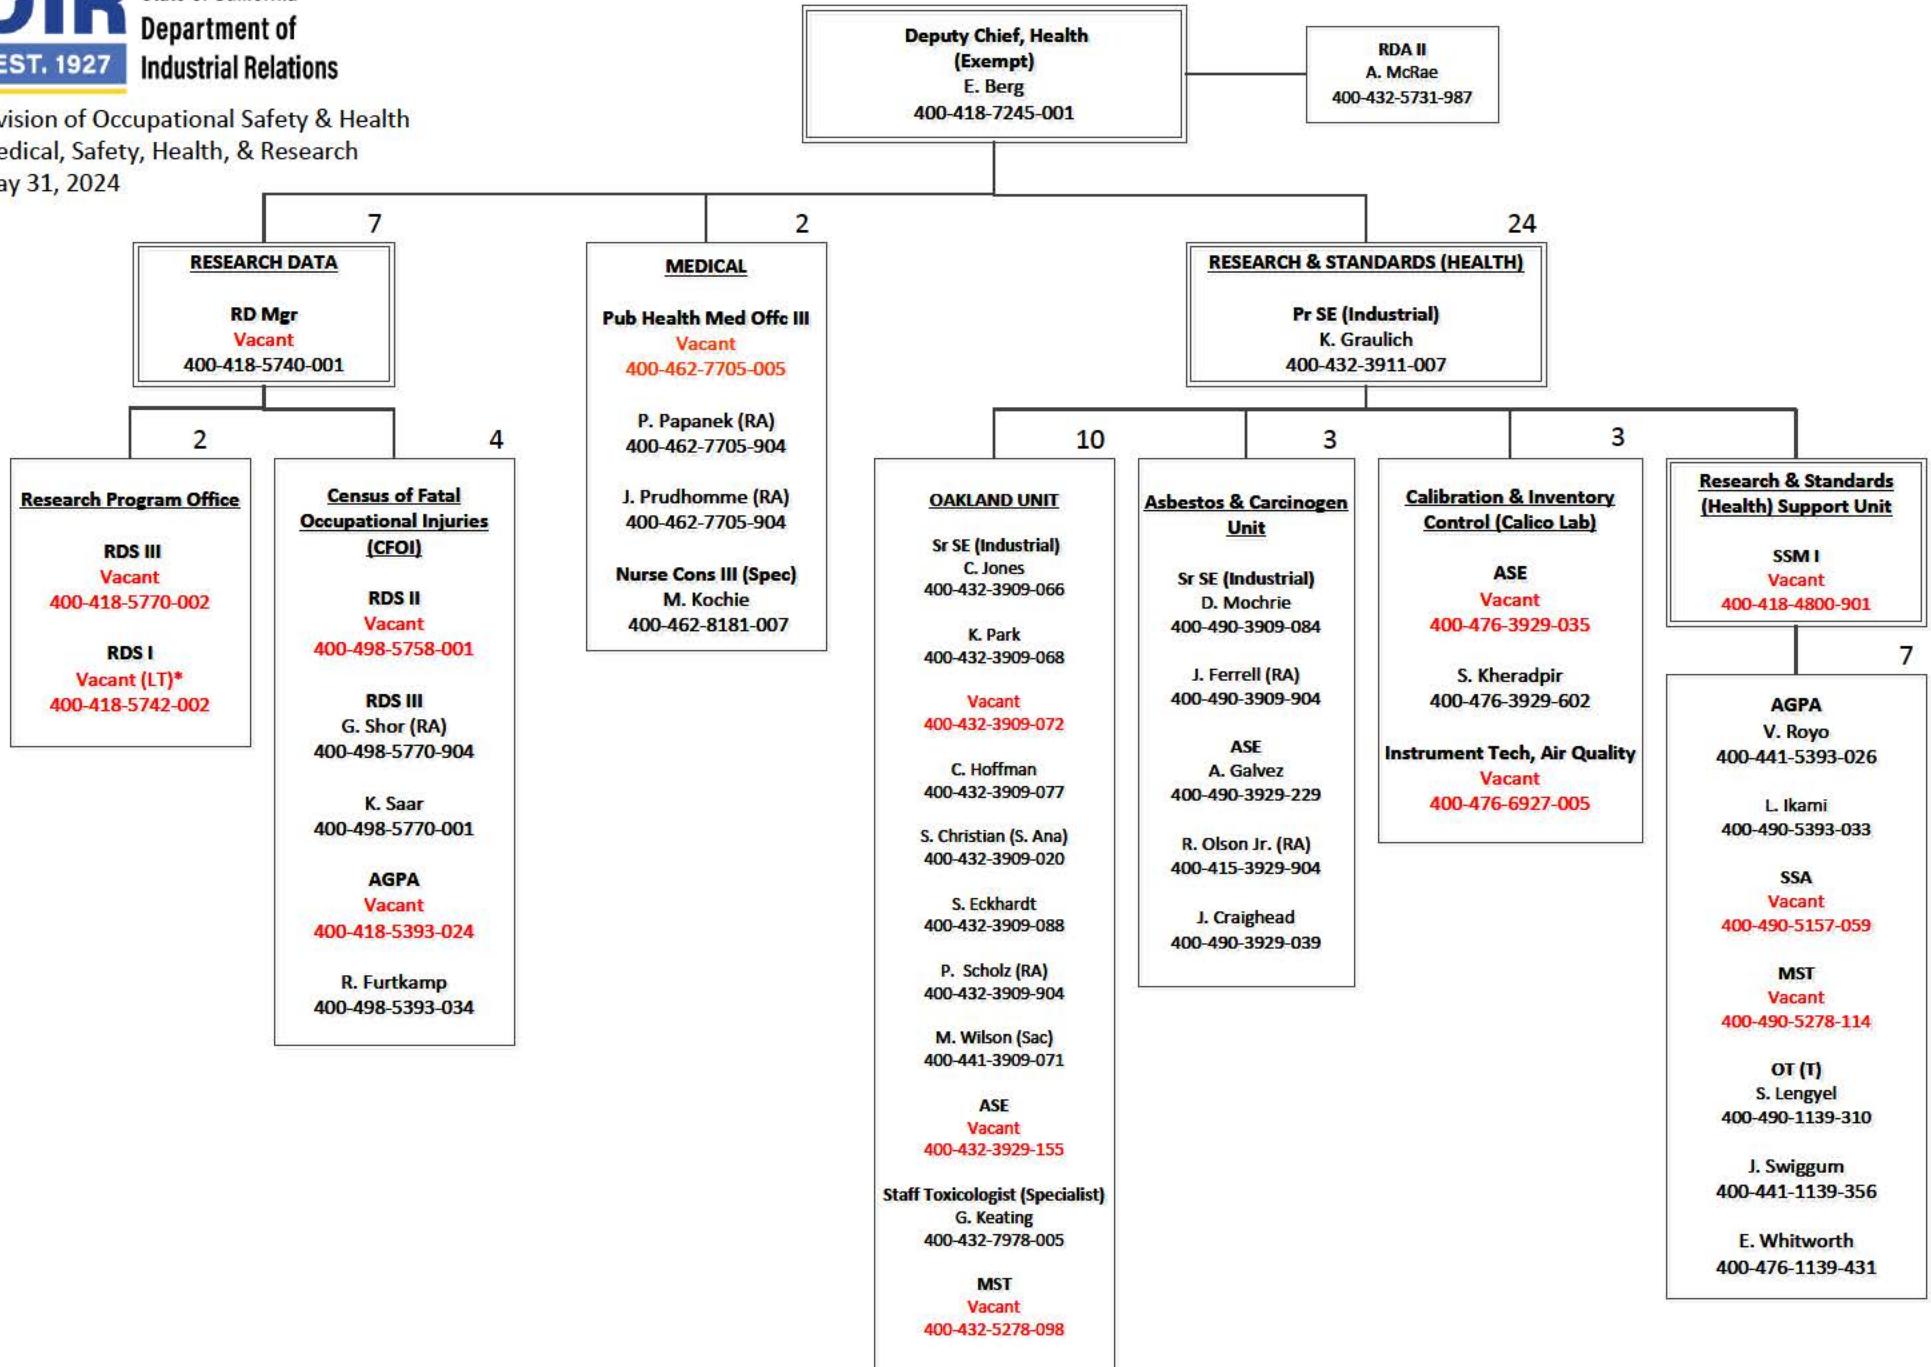 EST. 1927
Department of
Industrial Relations
vision of Occupational Safety & Health
edical, Safety, Health, & Research
ay 31, 2024
Deputy Chief, Health
(Exempt)
E. Berg
400-418-7245-001
RDA II
A. McRae
400-432-5731-987
7
RESEARCH DATA
RD Mgr
Vacant
400-418-5740-001
2
MEDICAL
Pub Health Med Offc III
Vacant
400-462-7705-005
P. Papanek (RA)
400-462-7705-904
J. Prudhomme (RA)
400-462-7705-904
Nurse Cons III (Spec)
M. Kochie
400-462-8181-007
24
RESEARCH & STANDARDS (HEALTH)
Pr SE (Industrial)
K. Graulich
400-432-3911-007
2
Research Program Office
RDS III
Vacant
400-418-5770-002
RDS I
Vacant (LT)*
400-418-5742-002
4
Census of Fatal
Occupational Injuries
(CFOI)
RDS II
Vacant
400-498-5758-001
RDS III
G. Shor (RA)
400-498-5770-904
K. Saar
400-498-5770-001
AGPA
Vacant
400-418-5393-024
R. Furtkamp
400-498-5393-034
10
OAKLAND UNIT
Sr SE (Industrial)
C. Jones
400-432-3909-066
K. Park
400-432-3909-068
Vacant
400-432-3909-072
C. Hoffman
400-432-3909-077
S. Christian (S. Ana)
400-432-3909-020
S. Eckhardt
400-432-3909-088
P. Scholz (RA)
400-432-3909-904
M. Wilson (Sac)
400-441-3909-071
ASE
Vacant
400-432-3929-155
Staff Toxicologist (Specialist)
G. Keating
400-432-7978-005
MST
Vacant
400-432-5278-098
3
Asbestos & Carcinogen
Unit
Sr SE (Industrial)
D. Mochrie
400-490-3909-084
J. Ferrell (RA)
400-490-3909-904
ASE
A. Galvez
400-490-3929-229
R. Olson Jr. (RA)
400-415-3929-904
J. Craighead
400-490-3929-039
3
Calibration & Inventory
Control (Calico Lab)
ASE
Vacant
400-476-3929-035
S. Kheradpir
400-476-3929-602
Instrument Tech, Air Quality
Vacant
400-476-6927-005
Research & Standards
(Health) Support Unit
SSM I
Vacant
400-418-4800-901
7
AGPA
V. Royo
400-441-5393-026
L. Ikami
400-490-5393-033
SSA
Vacant
400-490-5157-059
MST
Vacant
400-490-5278-114
OT (T)
S. Lengyel
400-490-1139-310
J. Swiggum
400-441-1139-356
E. Whitworth
400-476-1139-431